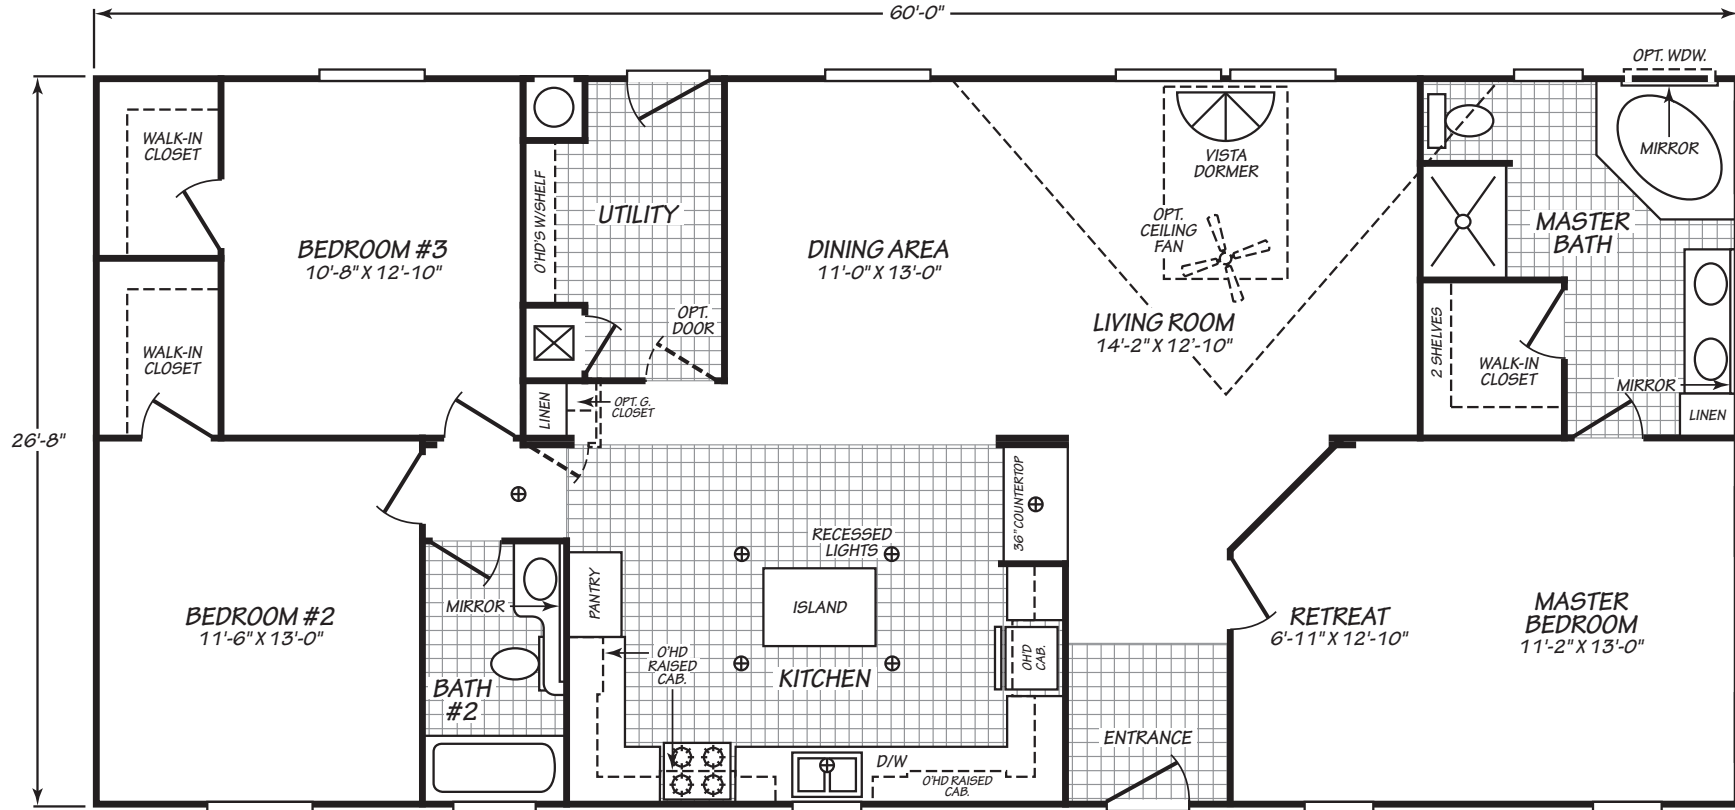 60'-0"
OPT. WDW.
WALK-IN
CLOSET
BEDROOM #3
10'-8" X 12'-10"
O'HD'S W/SHELF
UTILITY
OPT.
DOOR
DINING AREA
11'-0" X 13'-0"
VISTA
DORMER
OPT.
CEILING
FAN
LIVING ROOM
14'-2" X 12'-10"
MIRROR
MASTER
BATH
2 SHELVES
WALK-IN
CLOSET
MIRROR
LINEN
WALK-IN
CLOSET
LINEN
OPT. G.
CLOSET
26'-8"
36" COUNTERTOP
RECESSED
LIGHTS
BEDROOM #2
11'-6" X 13'-0"
MIRROR
PANTRY
ISLAND
O'HD
RAISED
CAB.
KITCHEN
OH'D
CAB.
RETREAT
6'-11" X 12'-10"
MASTER
BEDROOM
11'-2" X 13'-0"
BATH
#2
D/W
O'HD RAISED
CAB.
ENTRANCE